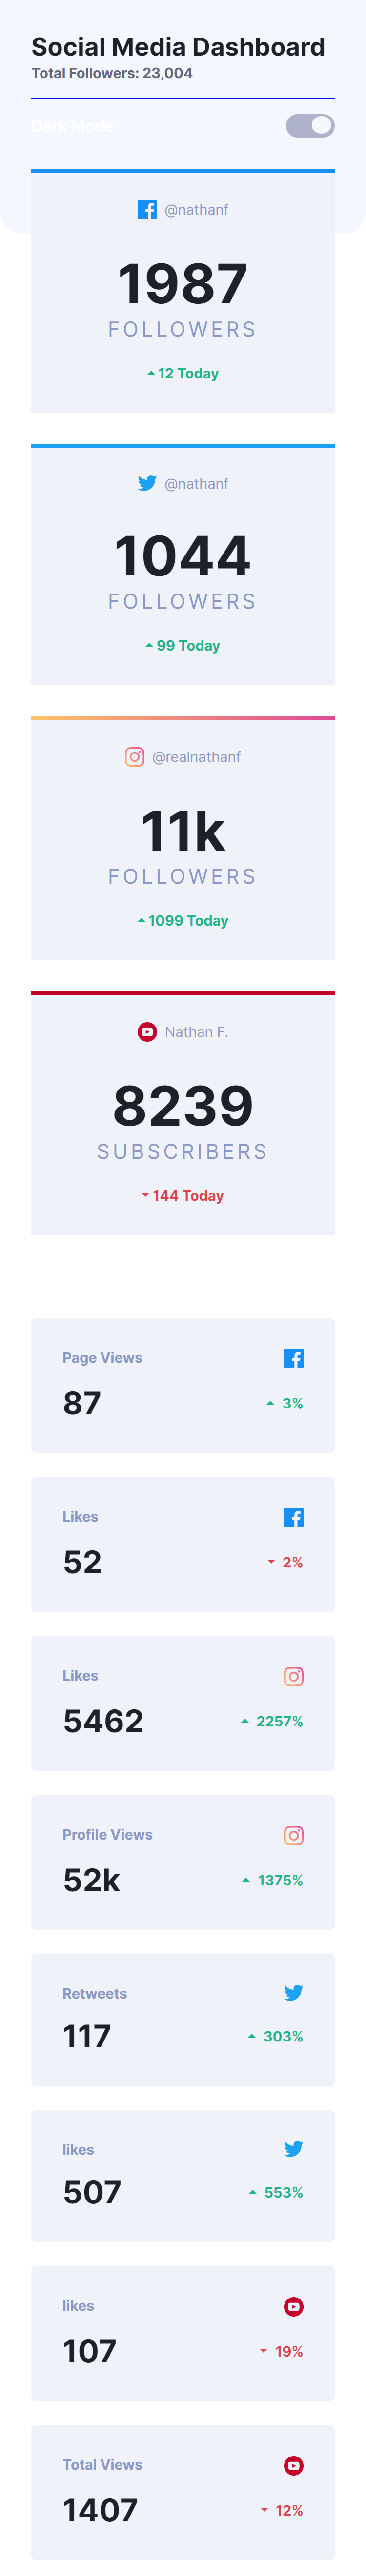 Social Media Dashboard
Total Followers: 23,004
Dark Mode
@nathanf
1987
FOLLOWERS
12 Today
@nathanf
1044
FOLLOWERS
99 Today
@realnathanf
11k
FOLLOWERS
1099 Today
Nathan F.
8239
SUBSCRIBERS
144 Today
Page Views
87
3%
Likes
52
2%
Likes
5462
2257%
Profile Views
52k
1375%
Retweets
117
303%
likes
507
553%
likes
107
19%
Total Views
1407
12%